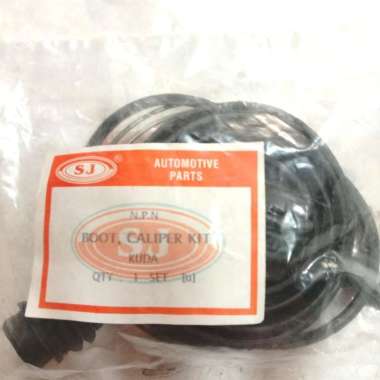 SJ
®
AUTOMOTIVE
PARTS
N.P.N
BOOT, CALIPER KIT
KUDA
QTY . 1 SET